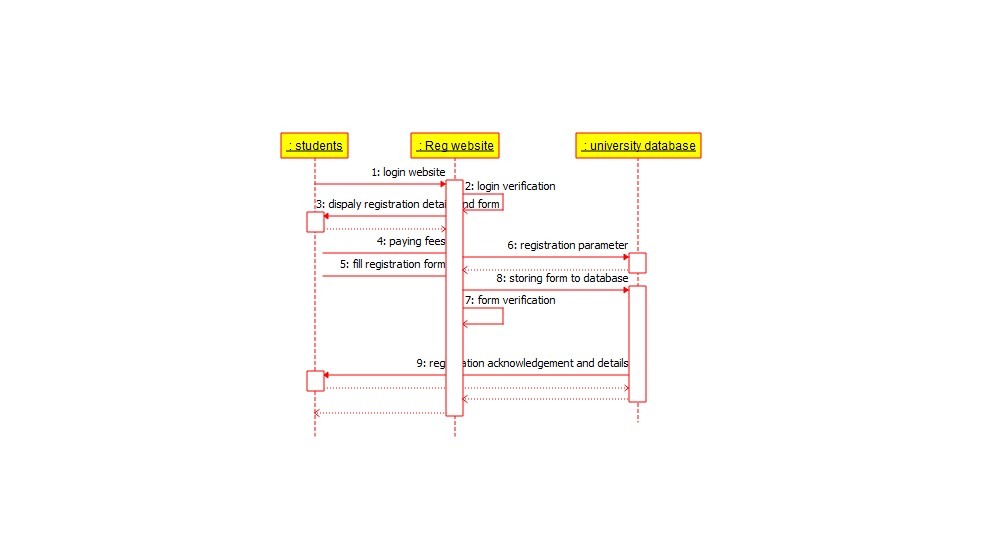 : students
: Reg website
: university database
1: login website
2: login verification
3: dispaly registration detai nd form
4: paying fees
6: registration parameter
5: fill registration form
8: storing form to database
7: form verification
9: reg ation acknowledgement and details